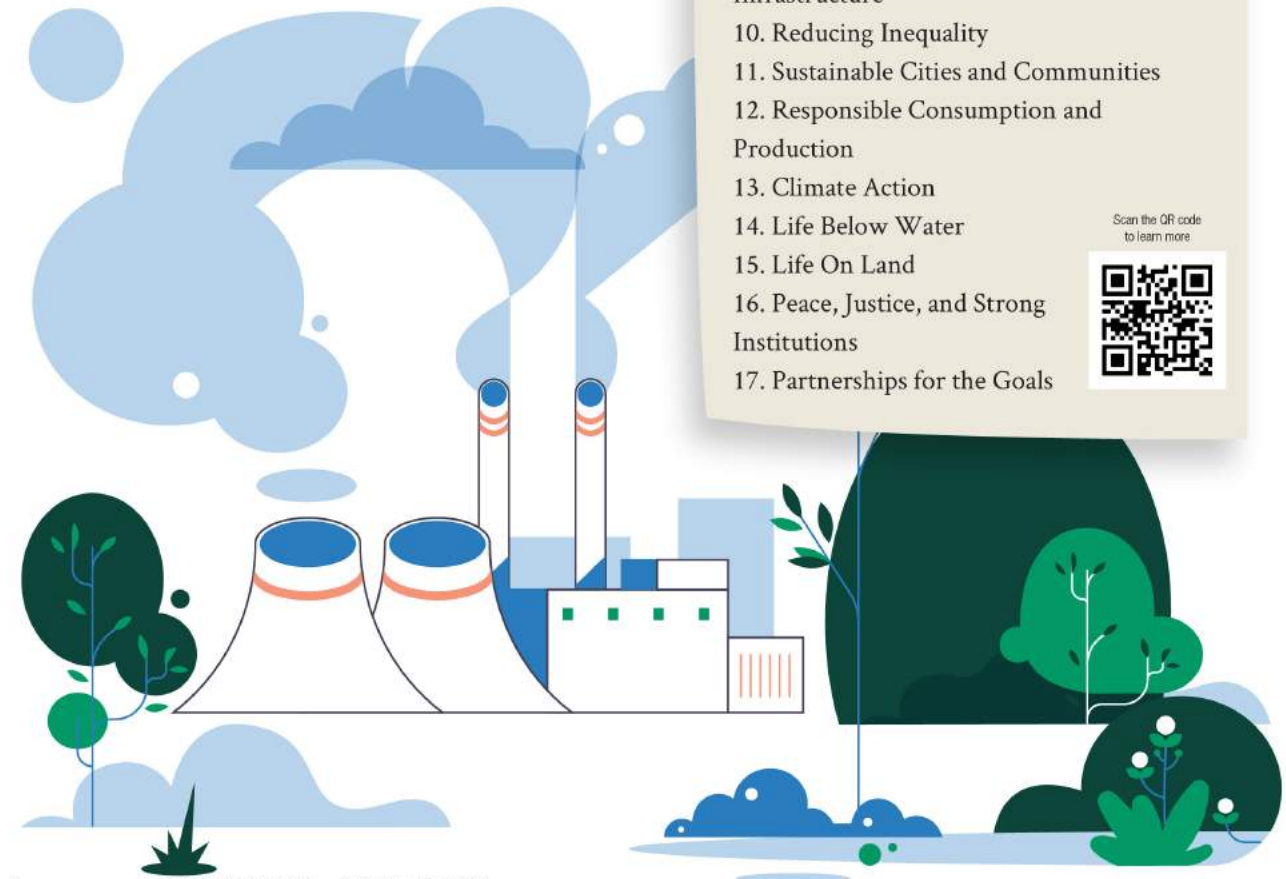 10. Reducing Inequality
11. Sustainable Cities and Communities
12. Responsible Consumption and
Production
13. Climate Action
14. Life Below Water
15. Life On Land
16. Peace, Justice, and Strong
Institutions
17. Partnerships for the Goals
Scan the QR code
to learn more